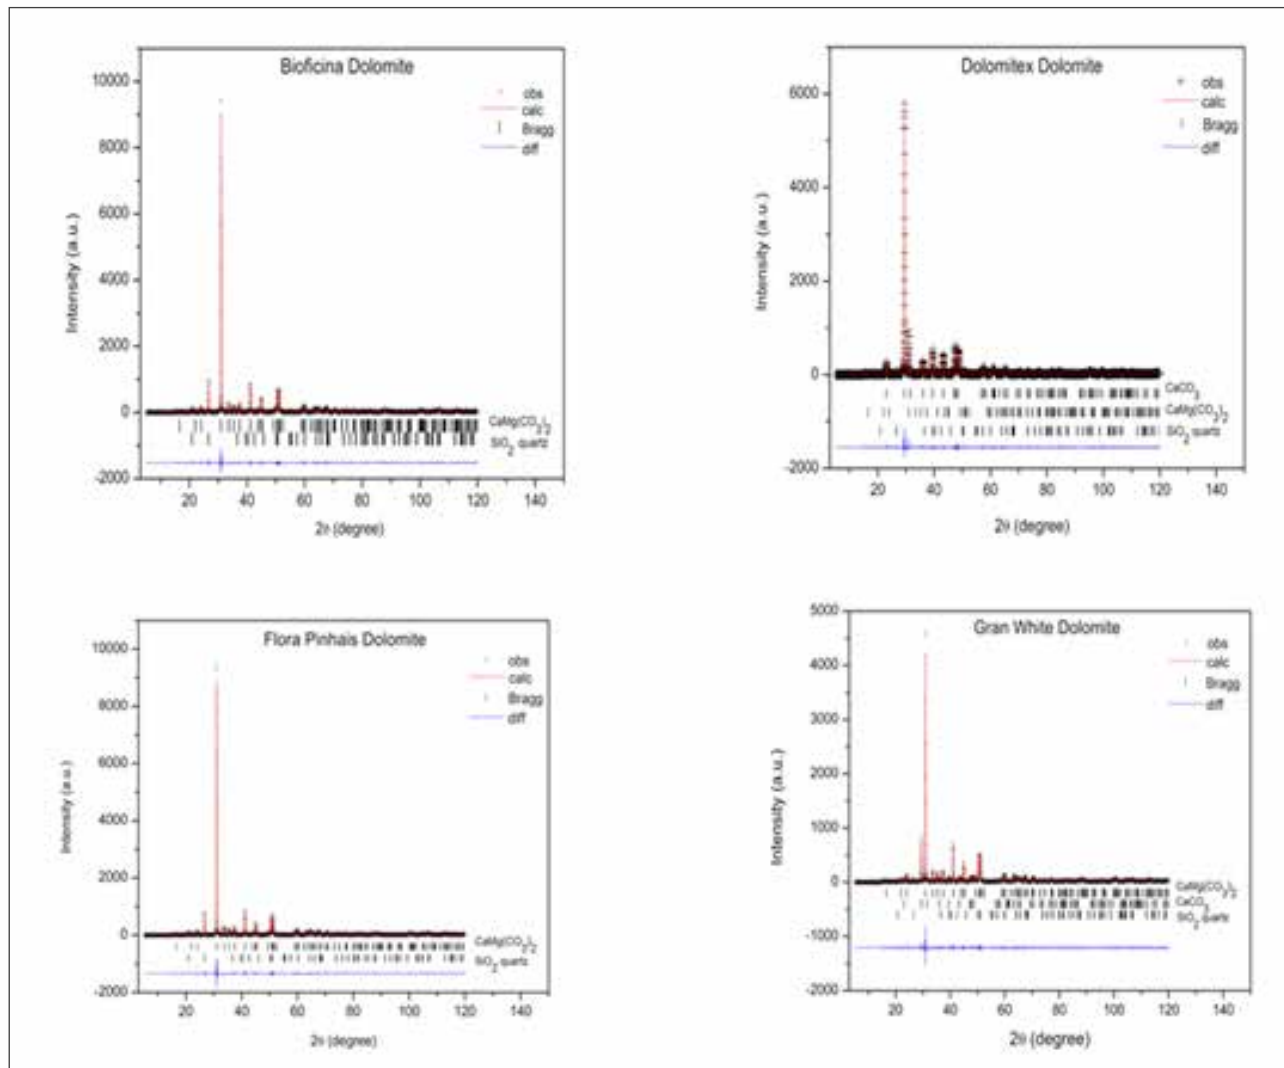 Bioficina Dolomite
obs
calc
Bragg
diff
10000
8000
6000
4000
2000
0
-2000
Intensity (a.u.)
CaMg(CO3)2
SiO2 quartz
20 40 60 80 100 120 140
2θ (degree)
Dolomitex Dolomite
obs
calc
Bragg
diff
6000
4000
2000
0
-2000
Intensity (a.u.)
CaCO3
CaMg(CO3)2
SiO2 quartz
20 40 60 80 100 120 140
2θ (degree)
Flora Pinhais Dolomite
obs
calc
Bragg
diff
10000
8000
6000
4000
2000
0
-2000
Intensity (a.u.)
CaMg(CO3)2
SiO2 quartz
20 40 60 80 100 120 140
2θ (degree)
Gran White Dolomite
obs
calc
Bragg
diff
5000
4000
5000
2000
1000
0
-1000
-2000
Intensity (a.u.)
CaMg(CO3)2
CaCO3
SiO2 quartz
20 40 60 80 100 120 140
2θ (degree)